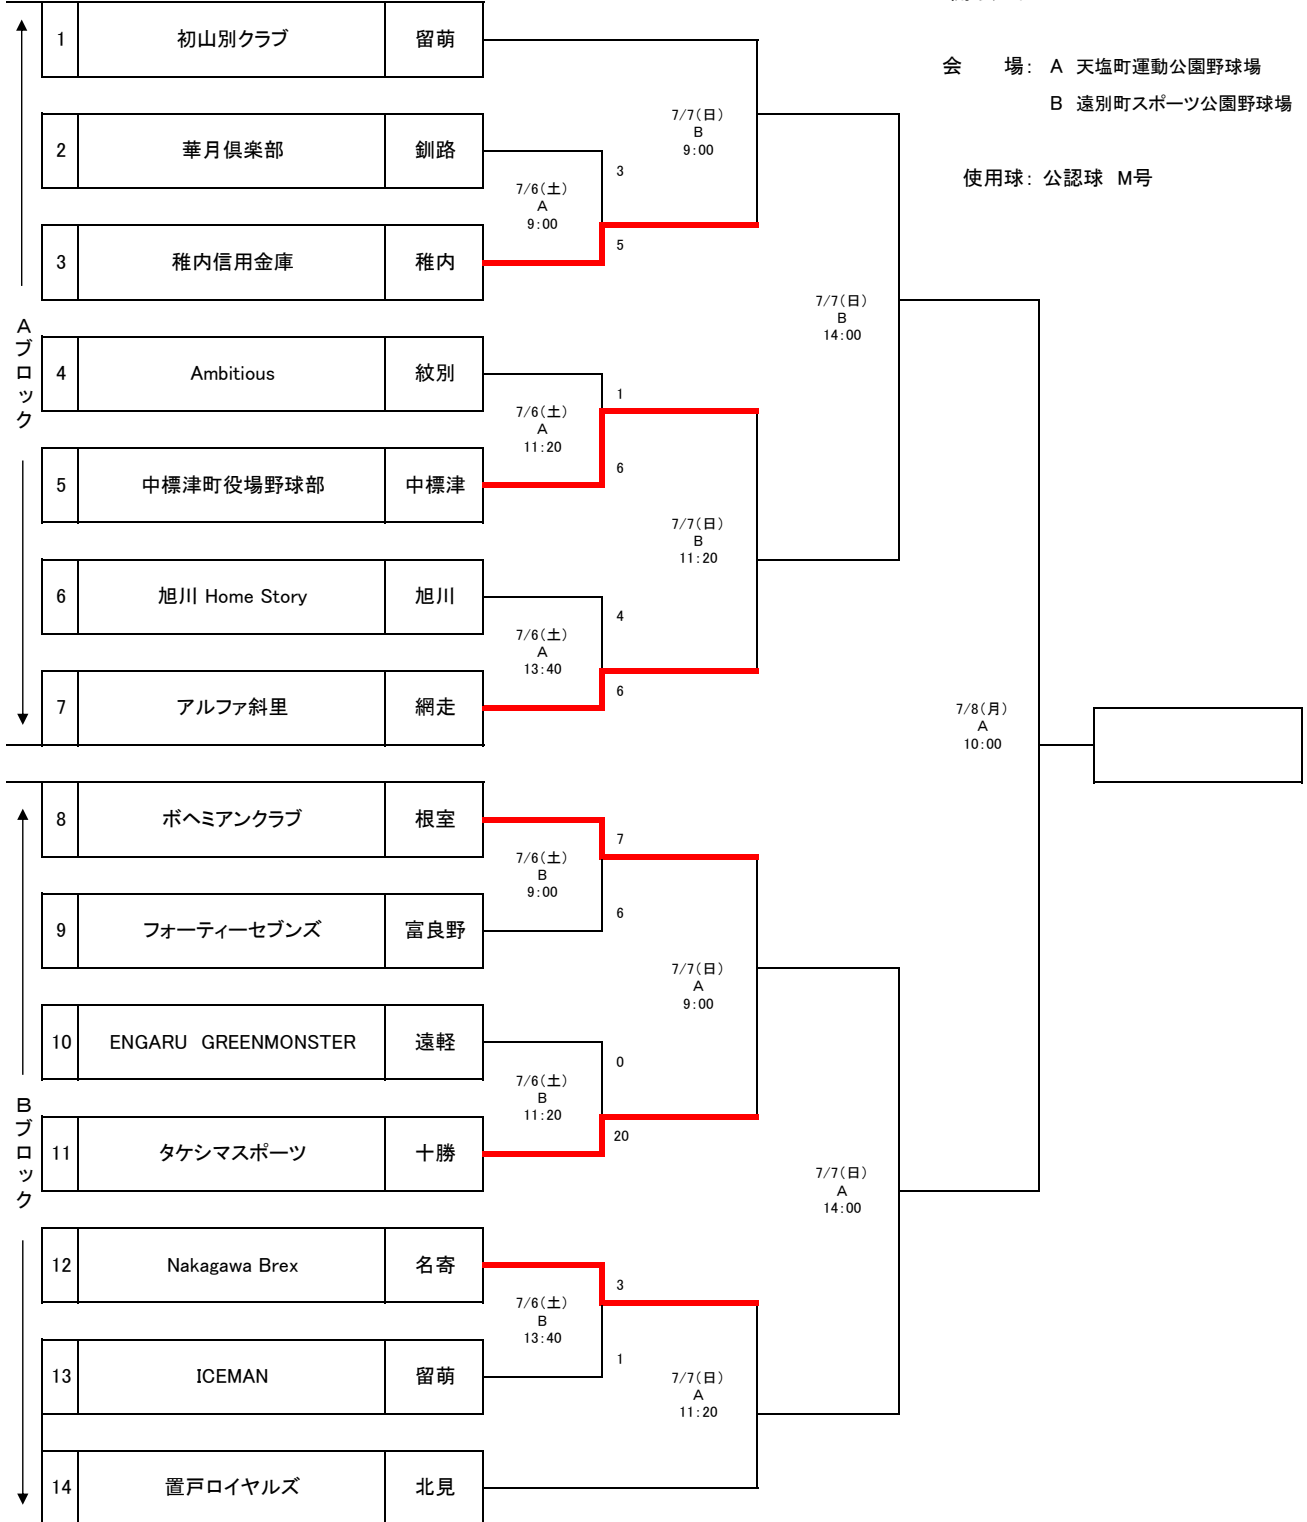 会　場： A 天塩町運動公園野球場
B 遠別町スポーツ公園野球場
使用球： 公認球 M号
Aブロック
1 初山別クラブ 留萌
2 華月倶楽部 釧路
3 稚内信用金庫 稚内
4 Ambitious 紋別
5 中標津町役場野球部 中標津
6 旭川 Home Story 旭川
7 アルファ斜里 網走
7/6(土)
A
9:00
3
5
7/6(土)
A
11:20
1
6
7/6(土)
A
13:40
4
6
7/7(日)
B
9:00
7/7(日)
B
11:20
7/7(日)
B
14:00
7/8(月)
A
10:00
Bブロック
8 ボヘミアンクラブ 根室
9 フォーティーセブンズ 富良野
10 ENGARU GREENMONSTER 遠軽
11 タケシマスポーツ 十勝
12 Nakagawa Brex 名寄
13 ICEMAN 留萌
14 置戸ロイヤルズ 北見
7/6(土)
B
9:00
7
6
7/6(土)
B
11:20
0
20
7/6(土)
B
13:40
3
1
7/7(日)
A
9:00
7/7(日)
A
11:20
7/7(日)
A
14:00